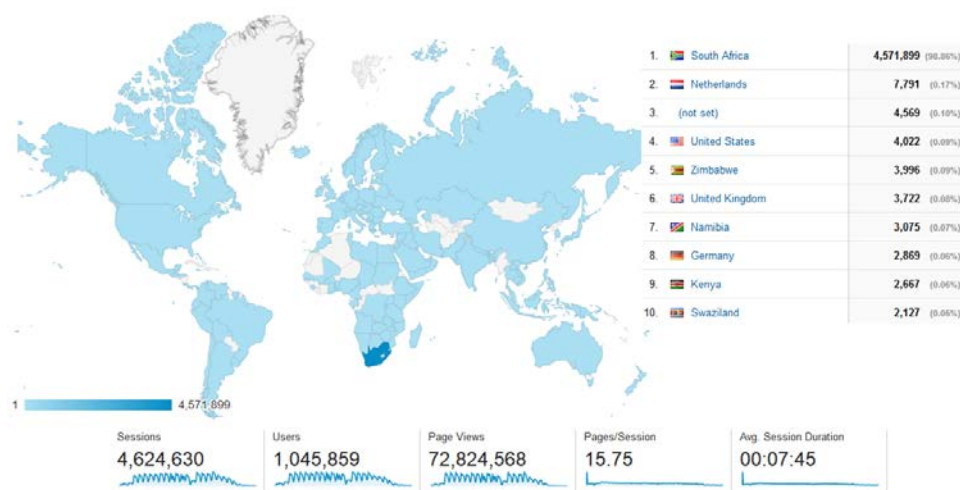 1. South Africa 4,571,899 (98.86%)
2. Netherlands 7,791 (0.17%)
3. (not set) 4,569 (0.10%)
4. United States 4,022 (0.09%)
5. Zimbabwe 3,996 (0.09%)
6. United Kingdom 3,722 (0.08%)
7. Namibia 3,075 (0.07%)
8. Germany 2,869 (0.06%)
9. Kenya 2,667 (0.06%)
10. Swaziland 2,127 (0.05%)
1 4,571,899
Sessions Users Page Views Pages/Session Avg. Session Duration
4,624,630 1,045,859 72,824,568 15.75 00:07:45